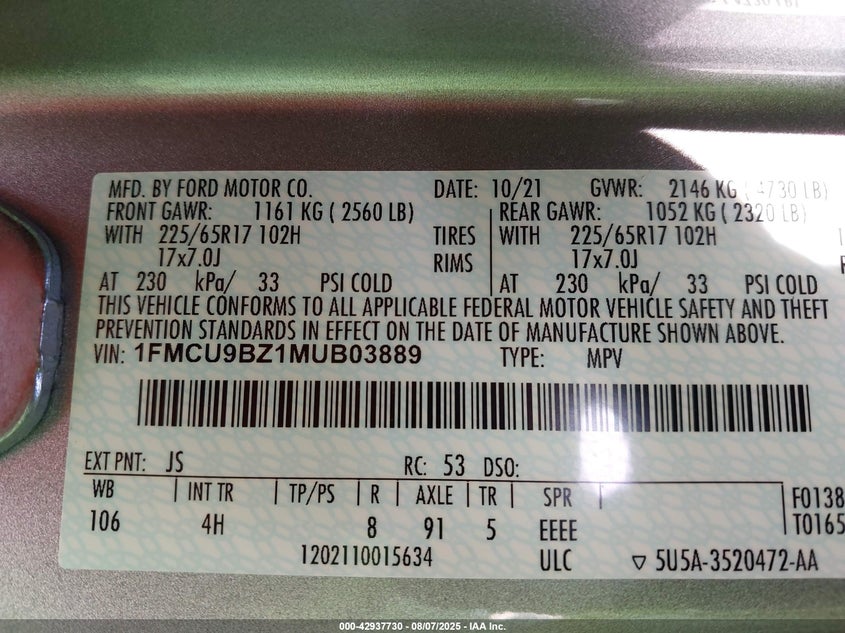 MFD. BY FORD MOTOR CO. DATE: 10/21 GVWR: 2146 KG ( 4730 LB)
FRONT GAWR: 1161 KG ( 2560 LB) REAR GAWR: 1052 KG ( 2320 LB)
WITH 225/65R17 102H TIRES WITH 225/65R17 102H
17x7.0J RIMS 17x7.0J
AT 230 kPa/ 33 PSI COLD AT 230 kPa/ 33 PSI COLD
THIS VEHICLE CONFORMS TO ALL APPLICABLE FEDERAL MOTOR VEHICLE SAFETY AND THEFT
PREVENTION STANDARDS IN EFFECT ON THE DATE OF MANUFACTURE SHOWN ABOVE.
VIN: 1FMCU9BZ1MUB03889 TYPE: MPV
EXT PNT: JS RC: 53 DSO:
WB INT TR TP/PS R AXLE TR SPR F0138
106 4H 8 91 5 EEEE T0165
1202110015634 ULC ▽ 5U5A-3520472-AA
000-42937730 - 08/07/2025 - IAA Inc.